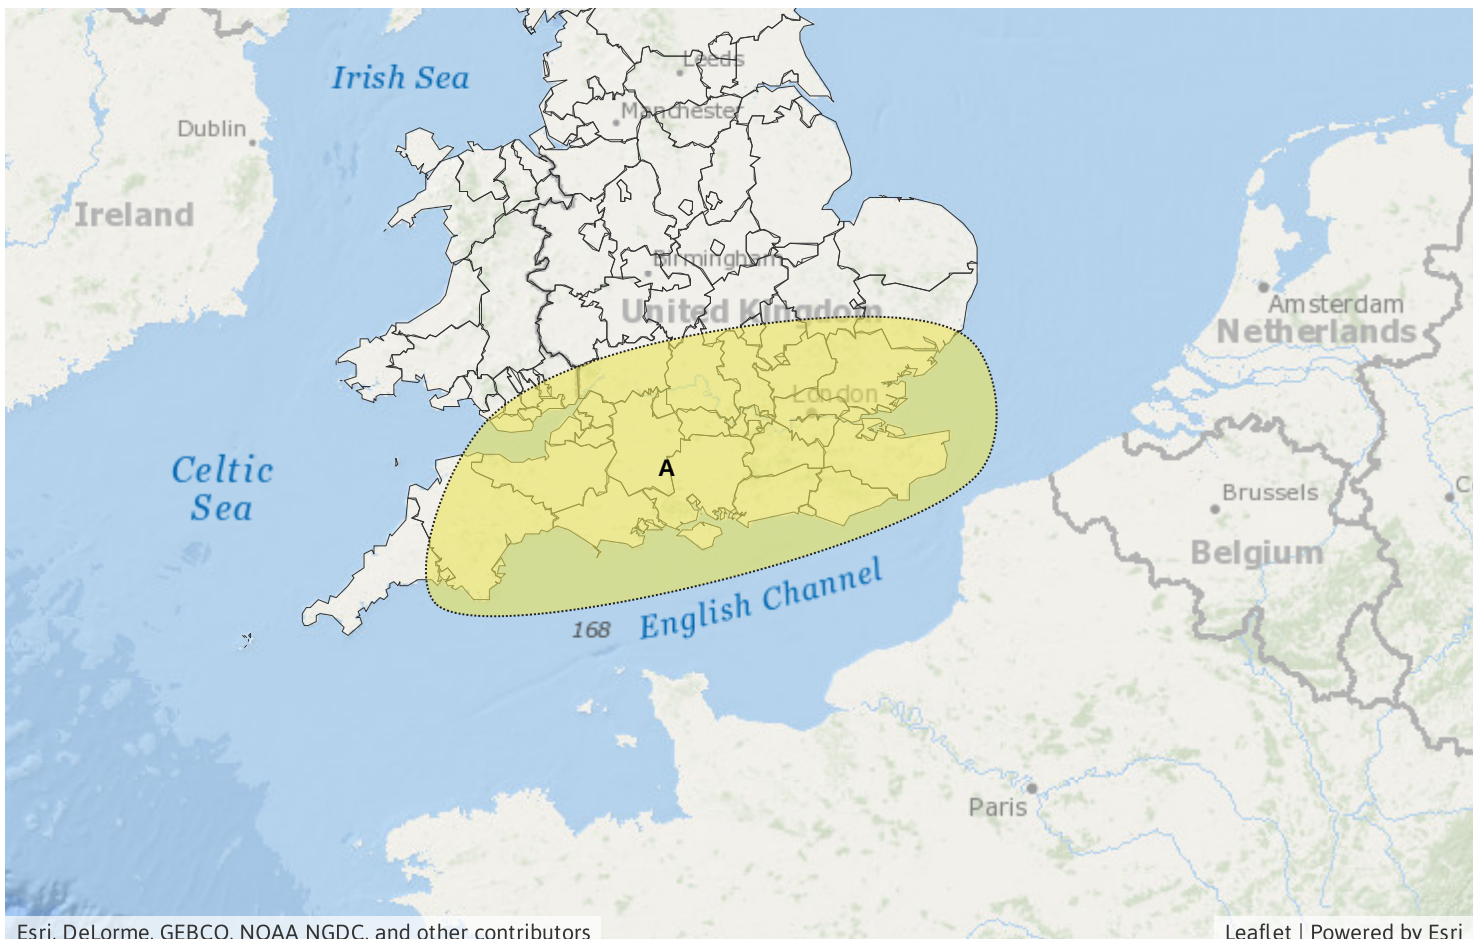 Leeds
Irish Sea
Manchester
Dublin
Ireland
Birmingham
United Kingdom
Amsterdam
Netherlands
London
Celtic
Sea
A
Brussels
Belgium
English Channel
168
Paris
Esri, DeLorme, GEBCO, NOAA NGDC, and other contributors
Leaflet | Powered by Esri